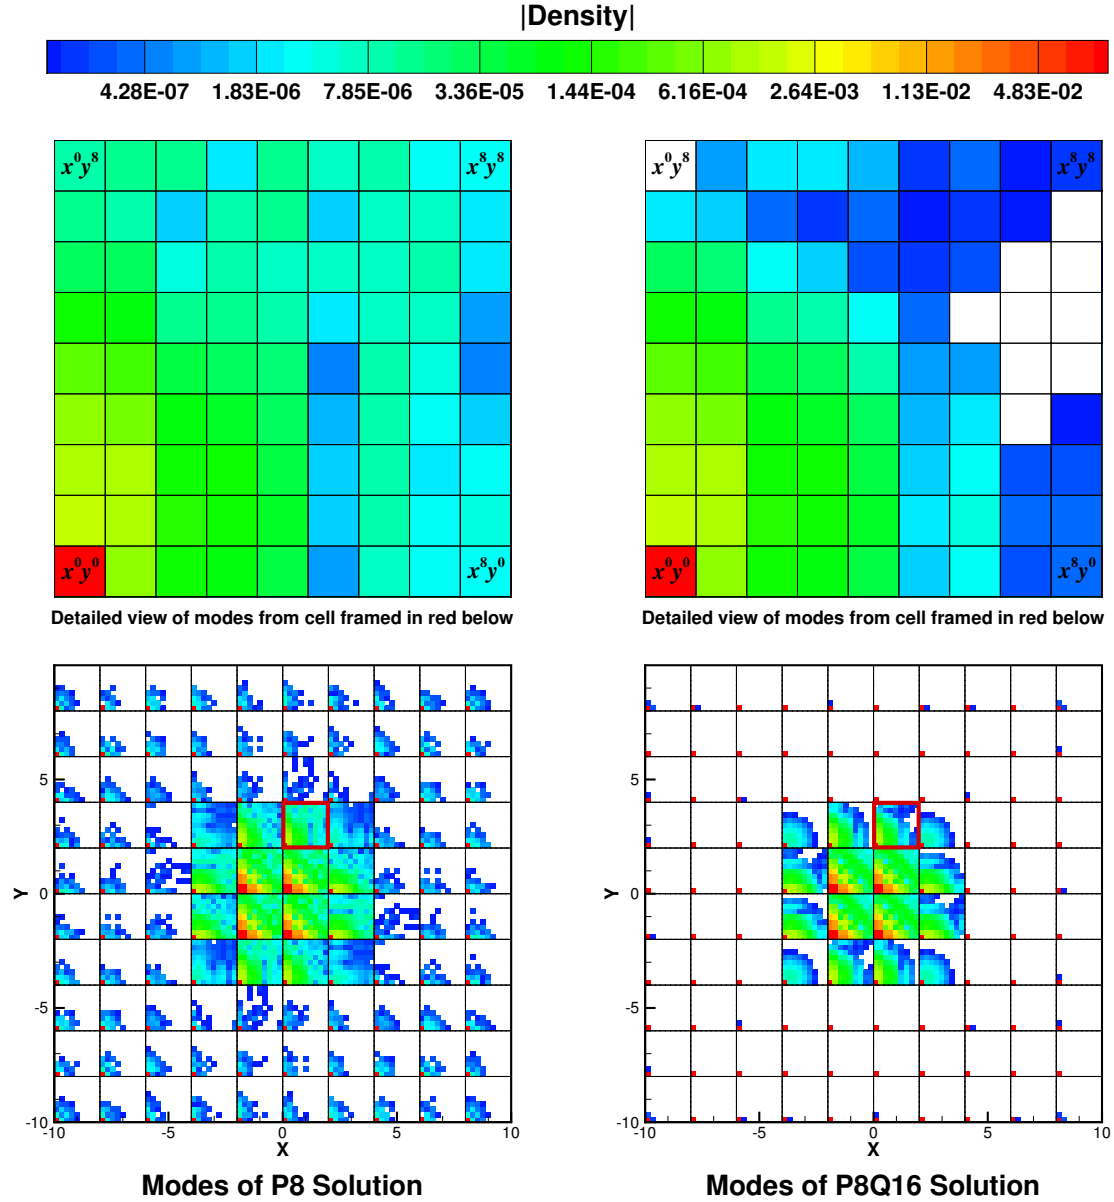 |Density|
4.28E-07 1.83E-06 7.85E-06 3.36E-05 1.44E-04 6.16E-04 2.64E-03 1.13E-02 4.83E-02
x⁰y⁸ x⁸y⁸ x⁰y⁸ x⁸y⁸
x⁰y⁰ x⁸y⁰ x⁰y⁰ x⁸y⁰
Detailed view of modes from cell framed in red below Detailed view of modes from cell framed in red below
5 5
Y 0 Y 0
-5 -5
-10 -10
-10 -5 0 5 10 -10 -5 0 5 10
X X
Modes of P8 Solution Modes of P8Q16 Solution